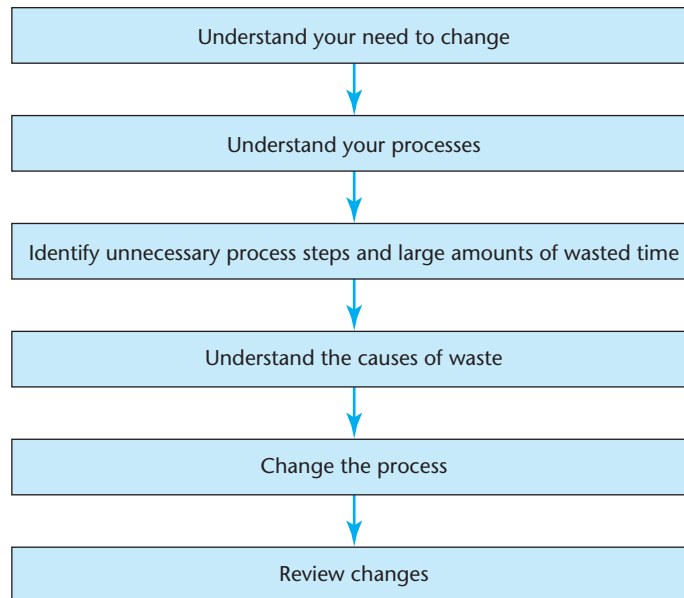 Understand your need to change
Understand your processes
Identify unnecessary process steps and large amounts of wasted time
Understand the causes of waste
Change the process
Review changes